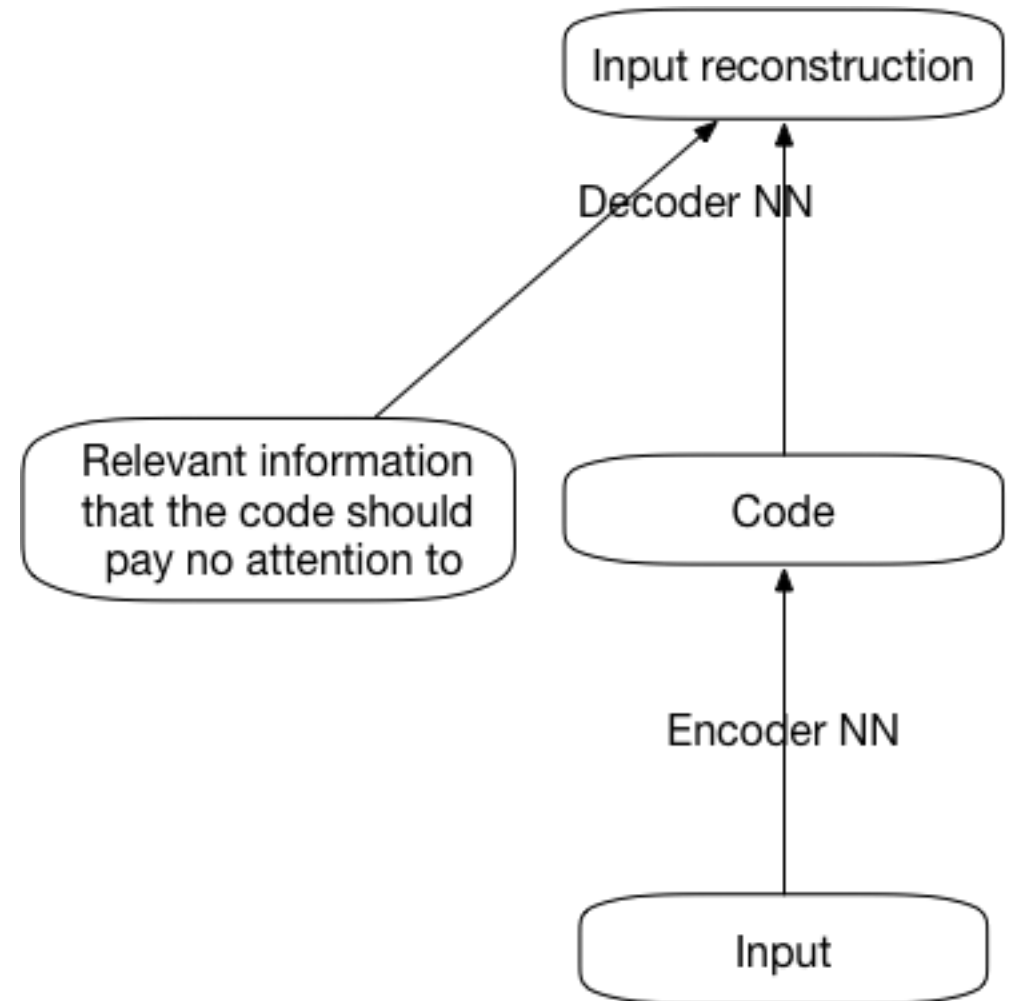 Input reconstruction
Decoder NN
Relevant information
that the code should
pay no attention to
Code
Encoder NN
Input